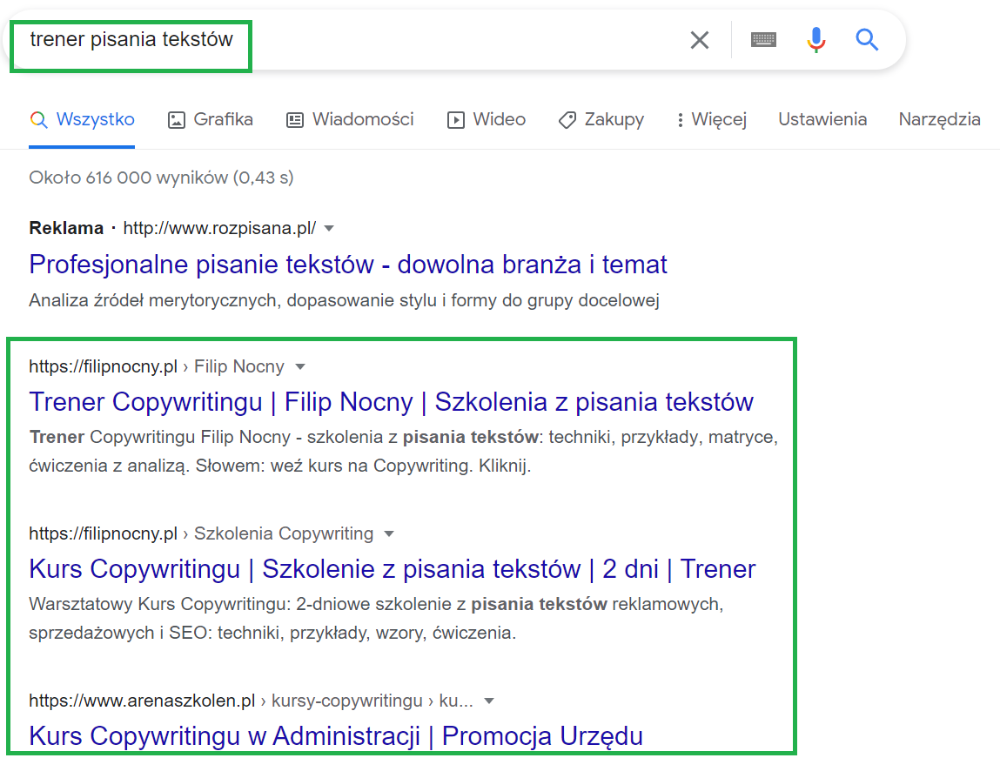 trener pisania tekstów
Wszystko Grafika Wiadomości Wideo Zakupy Więcej Ustawienia Narzędzia
Około 616 000 wyników (0,43 s)
Reklama · http://www.rozpisana.pl/
Profesjonalne pisanie tekstów - dowolna branża i temat
Analiza źródeł merytorycznych, dopasowanie stylu i formy do grupy docelowej
https://filipnocny.pl › Filip Nocny
Trener Copywritingu | Filip Nocny | Szkolenia z pisania tekstów
Trener Copywritingu Filip Nocny - szkolenia z pisania tekstów: techniki, przykłady, matryce,
ćwiczenia z analizą. Słowem: weź kurs na Copywriting. Kliknij.
https://filipnocny.pl › Szkolenia Copywriting
Kurs Copywritingu | Szkolenie z pisania tekstów | 2 dni | Trener
Warsztatowy Kurs Copywritingu: 2-dniowe szkolenie z pisania tekstów reklamowych,
sprzedażowych i SEO: techniki, przykłady, wzory, ćwiczenia.
https://www.arenaszkolen.pl › kursy-copywritingu › ku...
Kurs Copywritingu w Administracji | Promocja Urzędu